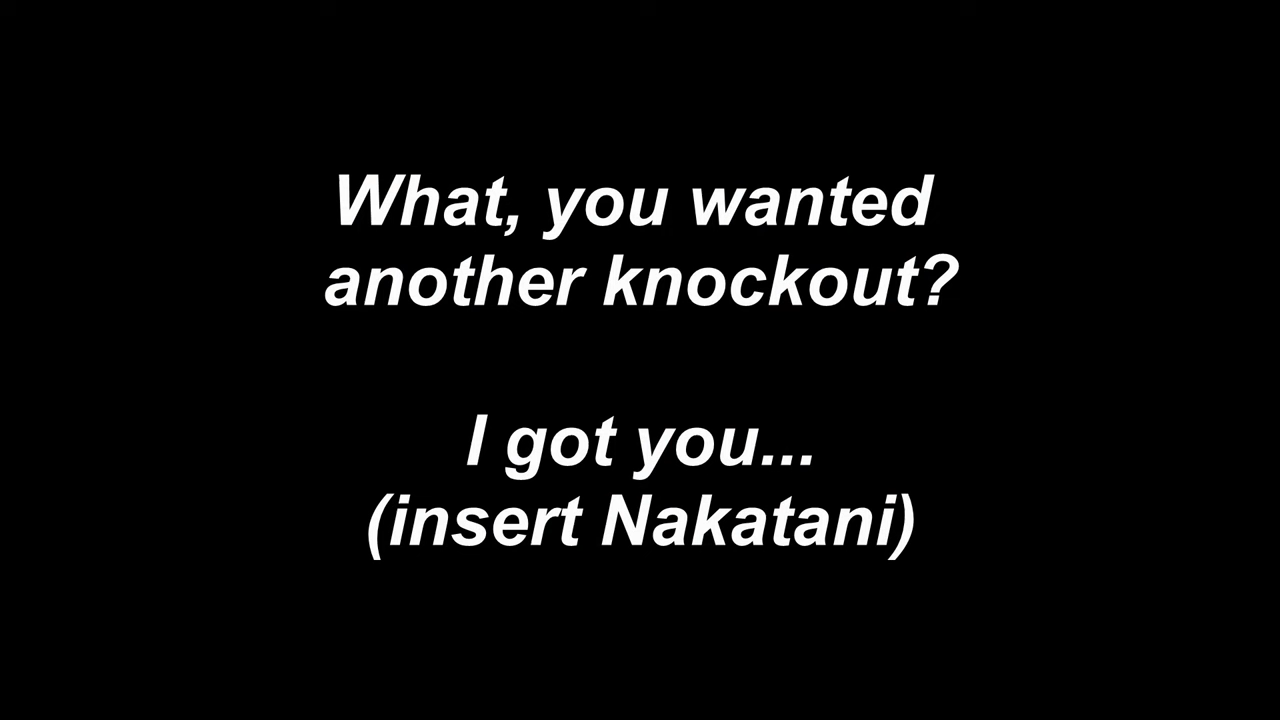 What, you wanted
another knockout?
I got you...
(insert Nakatani)